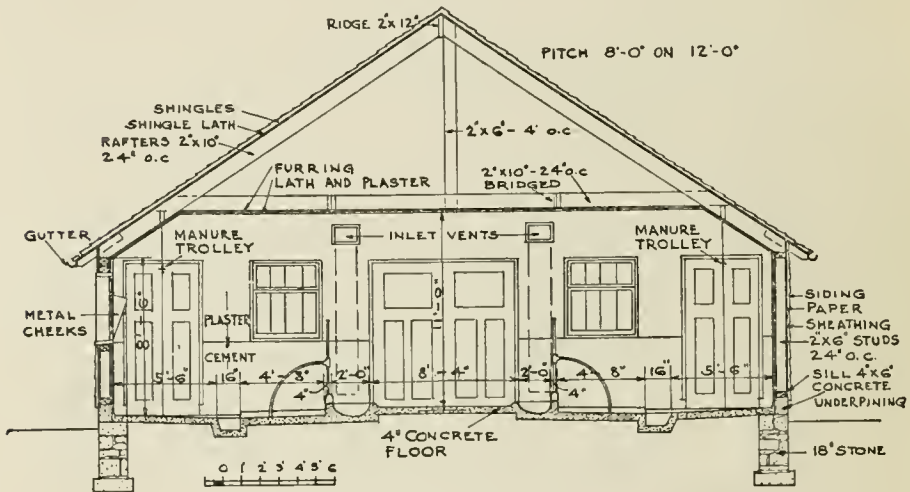 RIDGE 2"X12"
PITCH 8'-0" ON 12'-0"
SHINGLES
SHINGLE LATH
RAFTERS 2"X10"
24" O.C
2"X6"-4' O.C
FURRING
LATH AND PLASTER
2"X10"-24" O.C
BRIDGED
GUTTER
MANURE
TROLLEY
INLET VENTS
MANURE
TROLLEY
METAL
CHEEKS
8'-6"
PLASTER
CEMENT
SIDING
PAPER
SHEATHING
2"X6" STUDS
24" O.C.
SILL 4"X6"
CONCRETE
UNDERPINING
5'-6"
16"
4'-8"
2'-0"
8'-4"
2'-0"
4'-8"
16"
5'-6"
4"
4"
4" CONCRETE
FLOOR
18" STONE
0 1 2' 3' 4' 5' 6